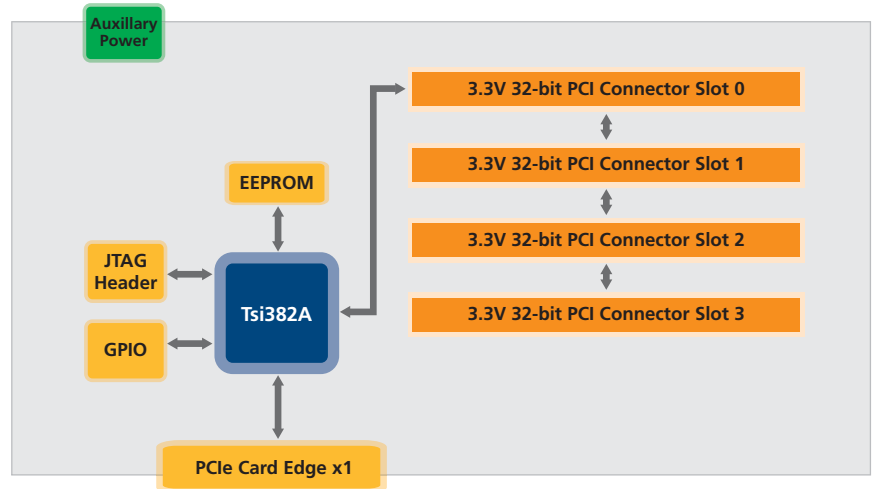 Auxillary
Power
3.3V 32-bit PCI Connector Slot 0
3.3V 32-bit PCI Connector Slot 1
EEPROM
3.3V 32-bit PCI Connector Slot 2
JTAG
Header
Tsi382A
3.3V 32-bit PCI Connector Slot 3
GPIO
PCIe Card Edge x1